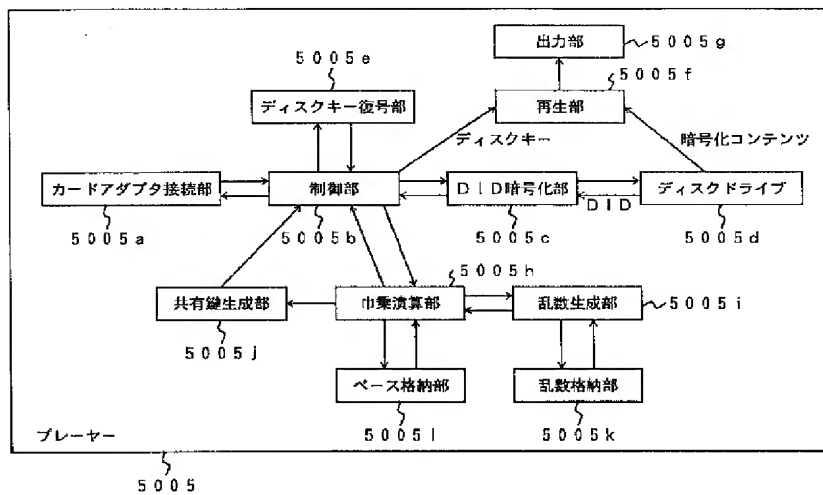 出力部
５００５ｇ
５００５ｅ
５００５ｆ
ディスクキー復号部
再生部
ディスクキー
暗号化コンテンツ
カードアダプタ接続部
制御部
ＤＩＤ暗号化部
ディスクドライブ
ＤＩＤ
５００５ａ
５００５ｂ
５００５ｃ
５００５ｄ
５００５ｈ
共有鍵生成部
巾乗演算部
乱数生成部
５００５ｉ
５００５ｊ
ベース格納部
乱数格納部
プレーヤー
５００５ｌ
５００５ｋ
５００５